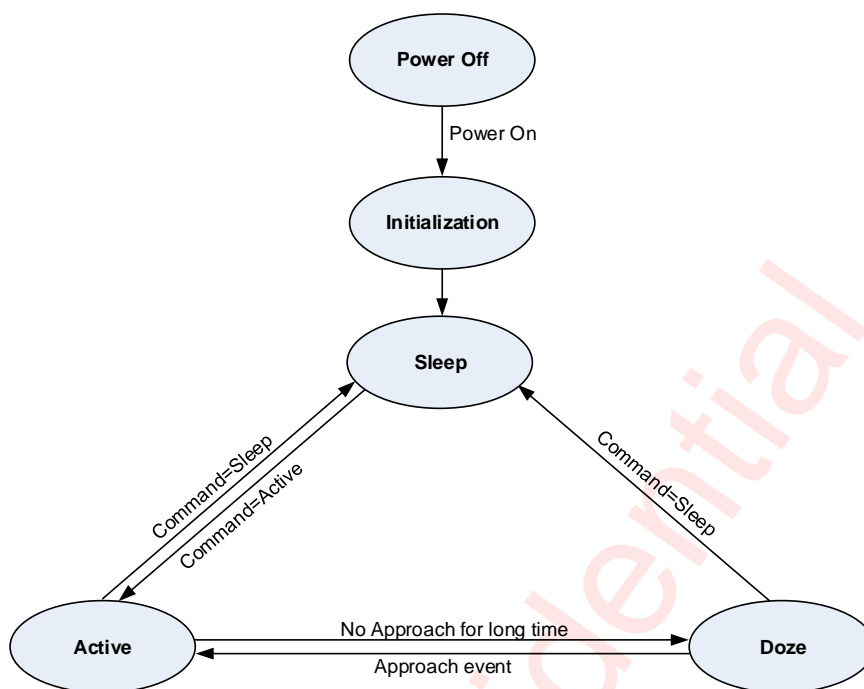 Power Off
Power On
Initialization
Sleep
Command=Sleep
Command=Active
Command=Sleep
Active
No Approach for long time
Approach event
Doze
idential